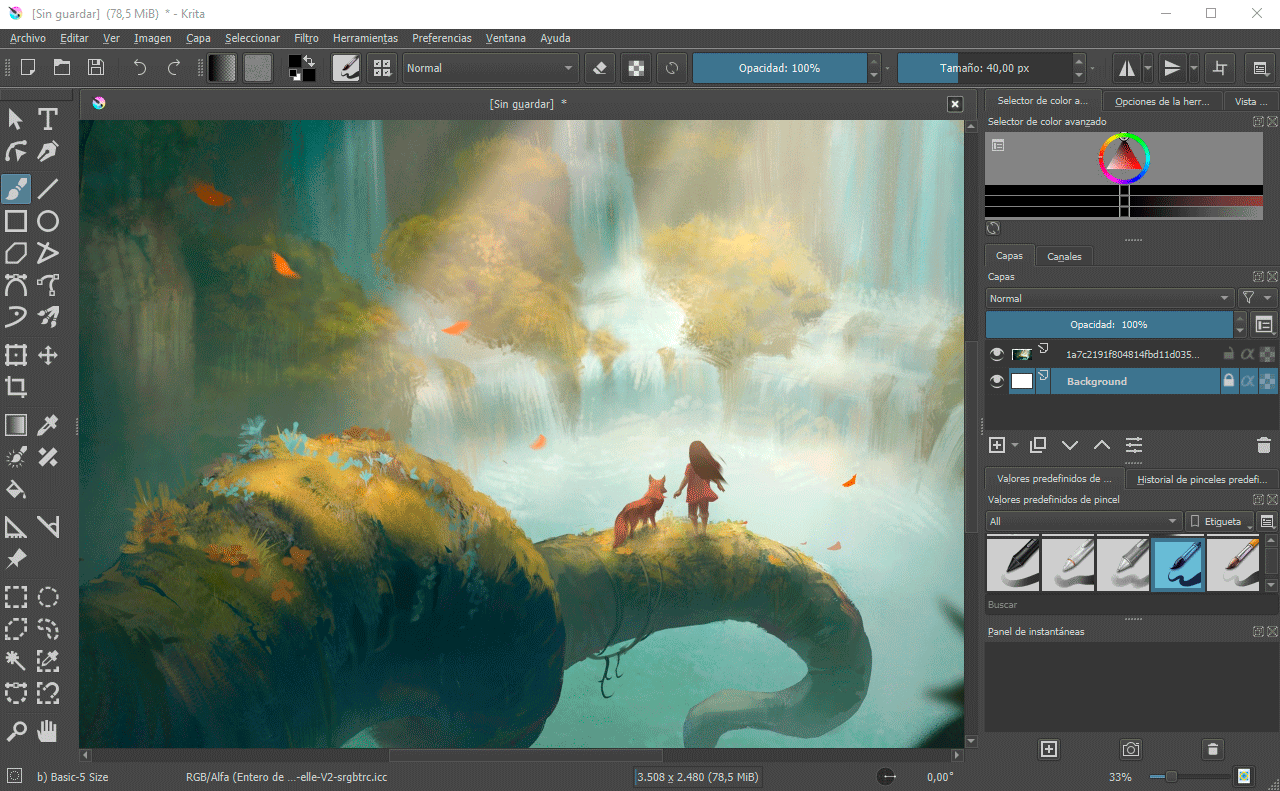 [Sin guardar] (78,5 MiB) * - Krita
Archivo Editar Ver Imagen Capa Seleccionar Filtro Herramientas Preferencias Ventana Ayuda
Normal Opacidad: 100% Tamaño: 40,00 px
[Sin guardar] *
Selector de color a... Opciones de la herr... Vista ...
Selector de color avanzado
Capas Canales
Capas
Normal
Opacidad: 100%
1a7c2191f804814fbd11d035...
Background
Valores predefinidos de ... Historial de pinceles predefi...
Valores predefinidos de pincel
All Etiqueta
Buscar
Panel de instantáneas
b) Basic-5 Size RGB/Alfa (Entero de ...-elle-V2-srgbtrc.icc 3.508 x 2.480 (78,5 MiB) 0,00° 33%